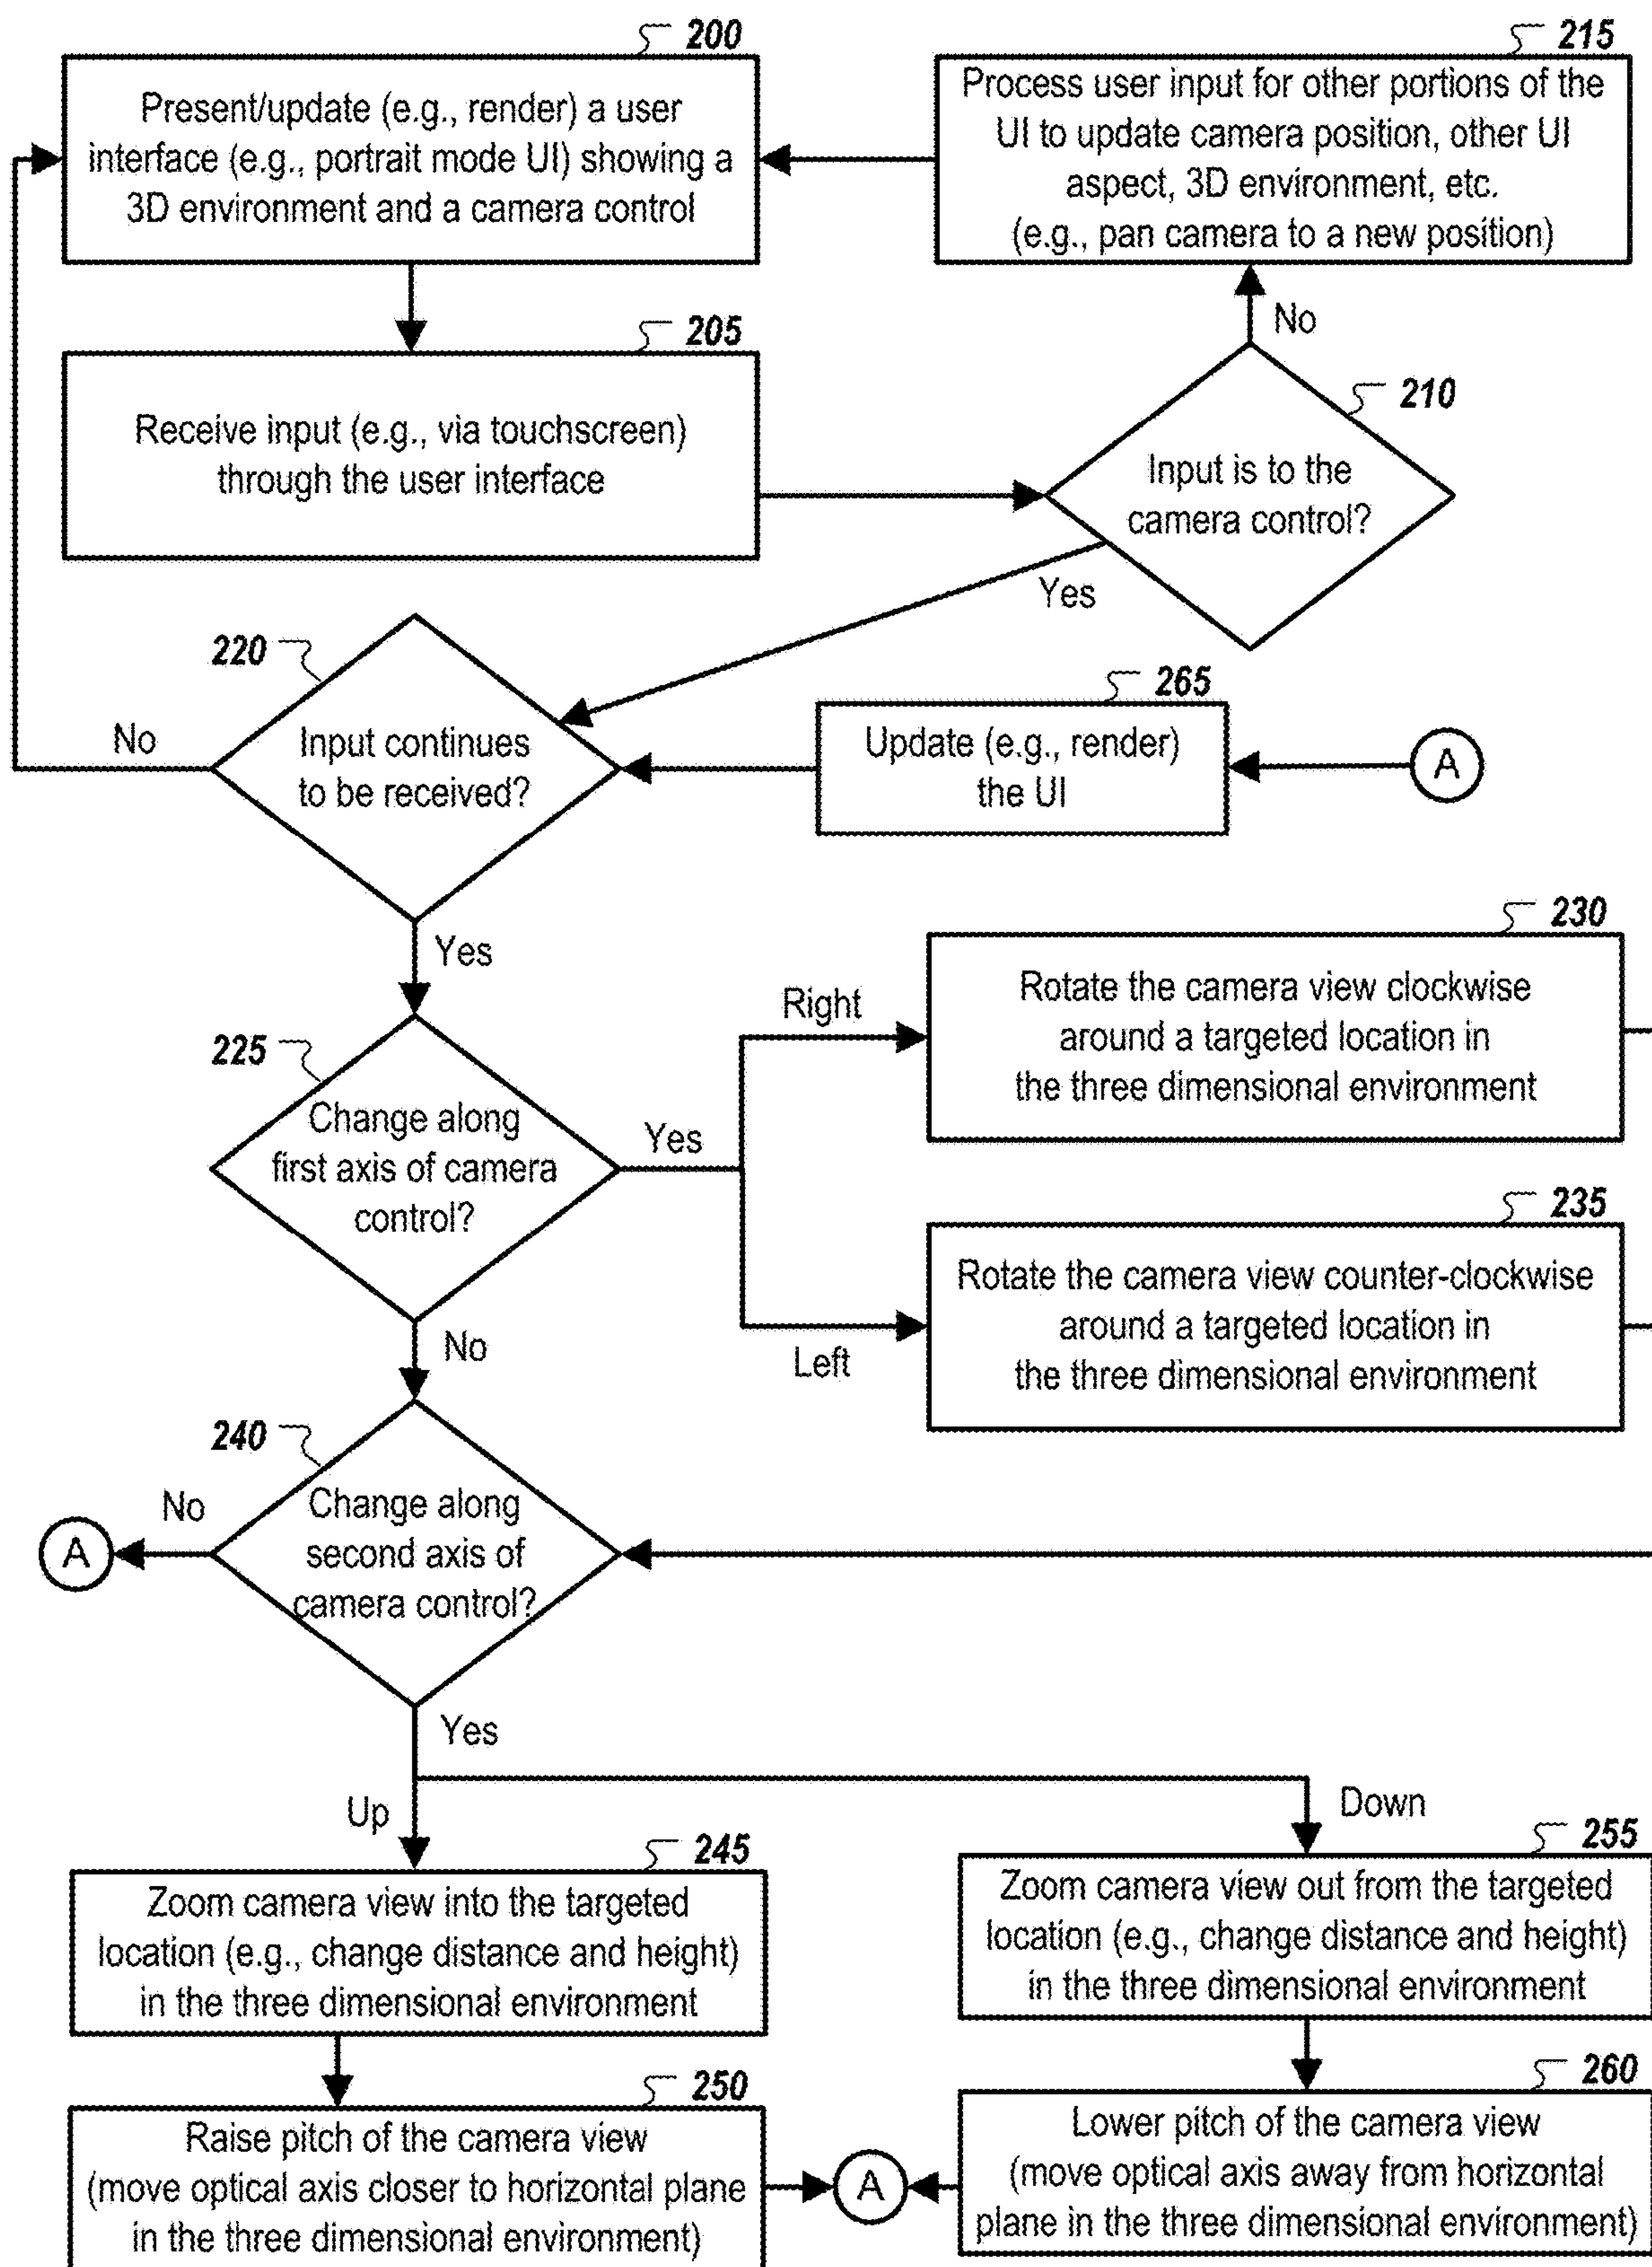 200
Present/update (e.g., render) a user
interface (e.g., portrait mode UI) showing a
3D environment and a camera control
215
Process user input for other portions of the
UI to update camera position, other UI
aspect, 3D environment, etc.
(e.g., pan camera to a new position)
205
Receive input (e.g., via touchscreen)
through the user interface
No
210
Input is to the
camera control?
Yes
220
Input continues
to be received?
No
265
Update (e.g., render)
the UI
A
Yes
225
Change along
first axis of camera
control?
Yes
Right
230
Rotate the camera view clockwise
around a targeted location in
the three dimensional environment
Left
235
Rotate the camera view counter-clockwise
around a targeted location in
the three dimensional environment
No
240
Change along
second axis of
camera control?
No
A
Yes
Up
Down
245
Zoom camera view into the targeted
location (e.g., change distance and height)
in the three dimensional environment
255
Zoom camera view out from the targeted
location (e.g., change distance and height)
in the three dimensional environment
250
Raise pitch of the camera view
(move optical axis closer to horizontal plane
in the three dimensional environment)
A
260
Lower pitch of the camera view
(move optical axis away from horizontal
plane in the three dimensional environment)